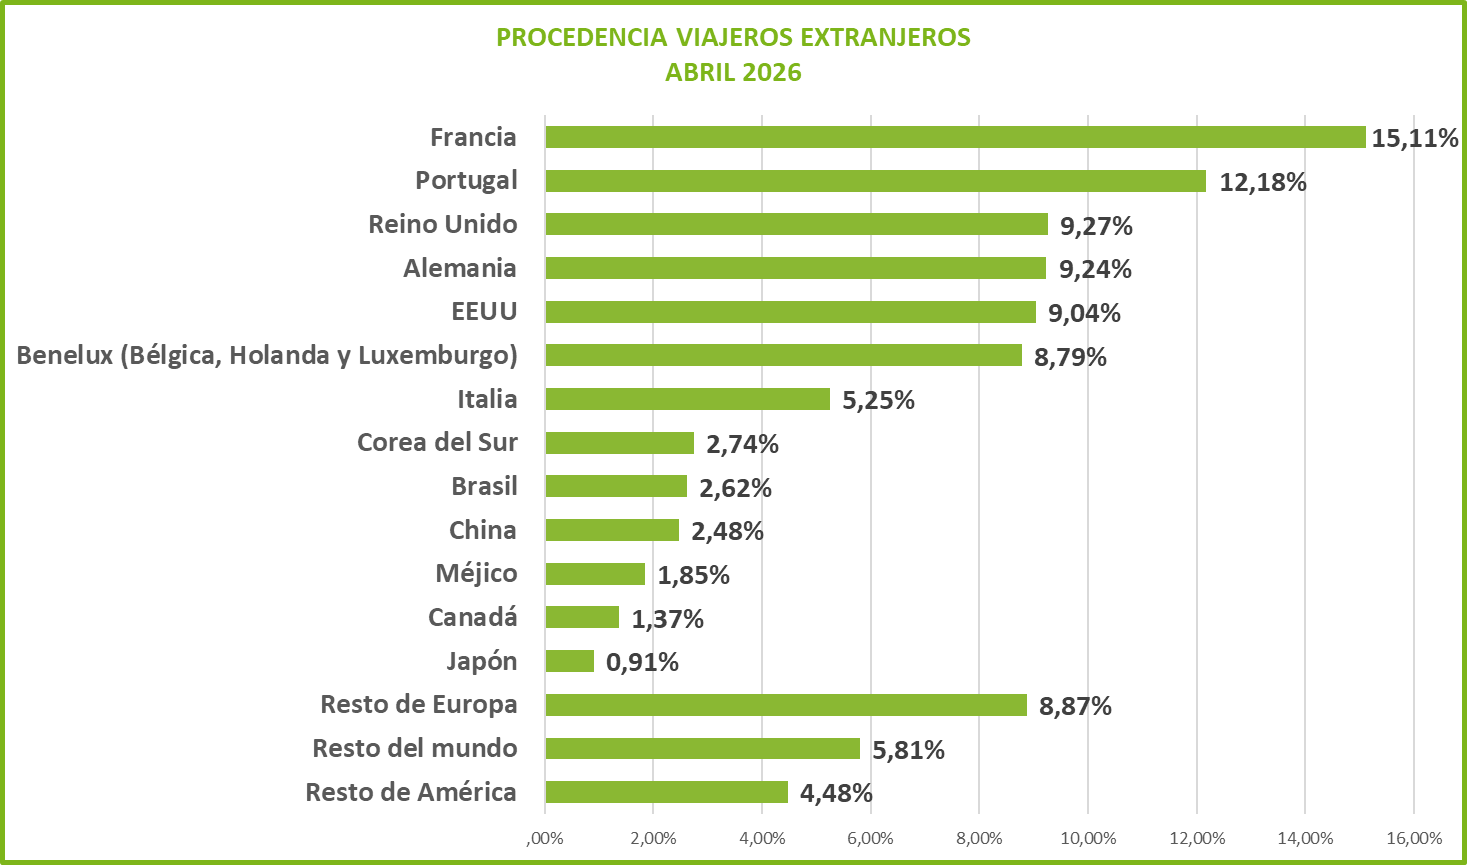 PROCEDENCIA VIAJEROS EXTRANJEROS
ABRIL 2026
Francia 15,11%
Portugal 12,18%
Reino Unido 9,27%
Alemania 9,24%
EEUU 9,04%
Benelux (Bélgica, Holanda y Luxemburgo) 8,79%
Italia 5,25%
Corea del Sur 2,74%
Brasil 2,62%
China 2,48%
Méjico 1,85%
Canadá 1,37%
Japón 0,91%
Resto de Europa 8,87%
Resto del mundo 5,81%
Resto de América 4,48%
,00% 2,00% 4,00% 6,00% 8,00% 10,00% 12,00% 14,00% 16,00%